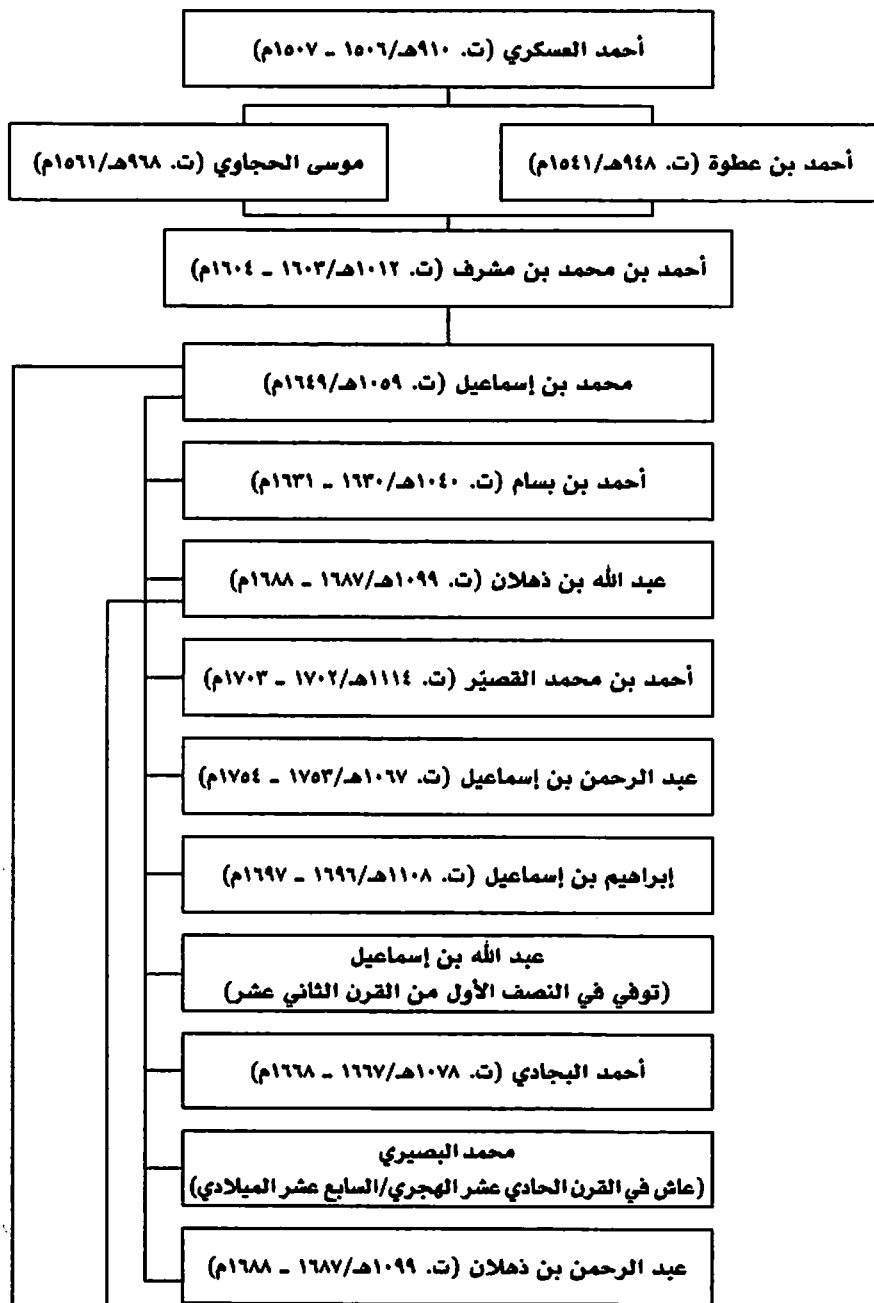 أحمد العسكري (ت. ٩١٠هـ/١٥٠٦ ـ ١٥٠٧م)
أحمد بن عطوة (ت. ٩٤٨هـ/١٥٤١م)
موسى الحجاوي (ت. ٩٦٨هـ/١٥٦١م)
أحمد بن محمد بن مشرف (ت. ١٠١٢هـ/١٦٠٣ ـ ١٦٠٤م)
محمد بن إسماعيل (ت. ١٠٥٩هـ/١٦٤٩م)
أحمد بن بسام (ت. ١٠٤٠هـ/١٦٣٠ ـ ١٦٣١م)
عبد الله بن ذهلان (ت. ١٠٩٩هـ/١٦٨٧ ـ ١٦٨٨م)
أحمد بن محمد القصيّر (ت. ١١١٤هـ/١٧٠٢ ـ ١٧٠٣م)
عبد الرحمن بن إسماعيل (ت. ١٠٦٧هـ/١٧٥٣ ـ ١٧٥٤م)
إبراهيم بن إسماعيل (ت. ١١٠٨هـ/١٦٩٦ ـ ١٦٩٧م)
عبد الله بن إسماعيل
(توفي في النصف الأول من القرن الثاني عشر)
أحمد البجادي (ت. ١٠٧٨هـ/١٦٦٧ ـ ١٦٦٨م)
محمد البصيري
(عاش في القرن الحادي عشر الهجري/السابع عشر الميلادي)
عبد الرحمن بن ذهلان (ت. ١٠٩٩هـ/١٦٨٧ ـ ١٦٨٨م)